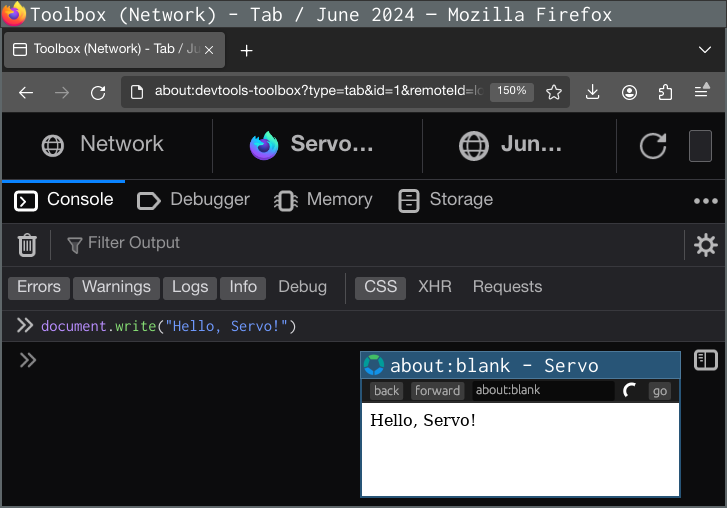 Toolbox (Network) – Tab / June 2024 — Mozilla Firefox
Toolbox (Network) - Tab / Ju
about:devtools-toolbox?type=tab&id=1&remoteId=lo
150%
Network
Servo…
Jun…
Console
Debugger
Memory
Storage
Filter Output
Errors
Warnings
Logs
Info
Debug
CSS
XHR
Requests
document.write("Hello, Servo!")
about:blank – Servo
back
forward
about:blank
go
Hello, Servo!